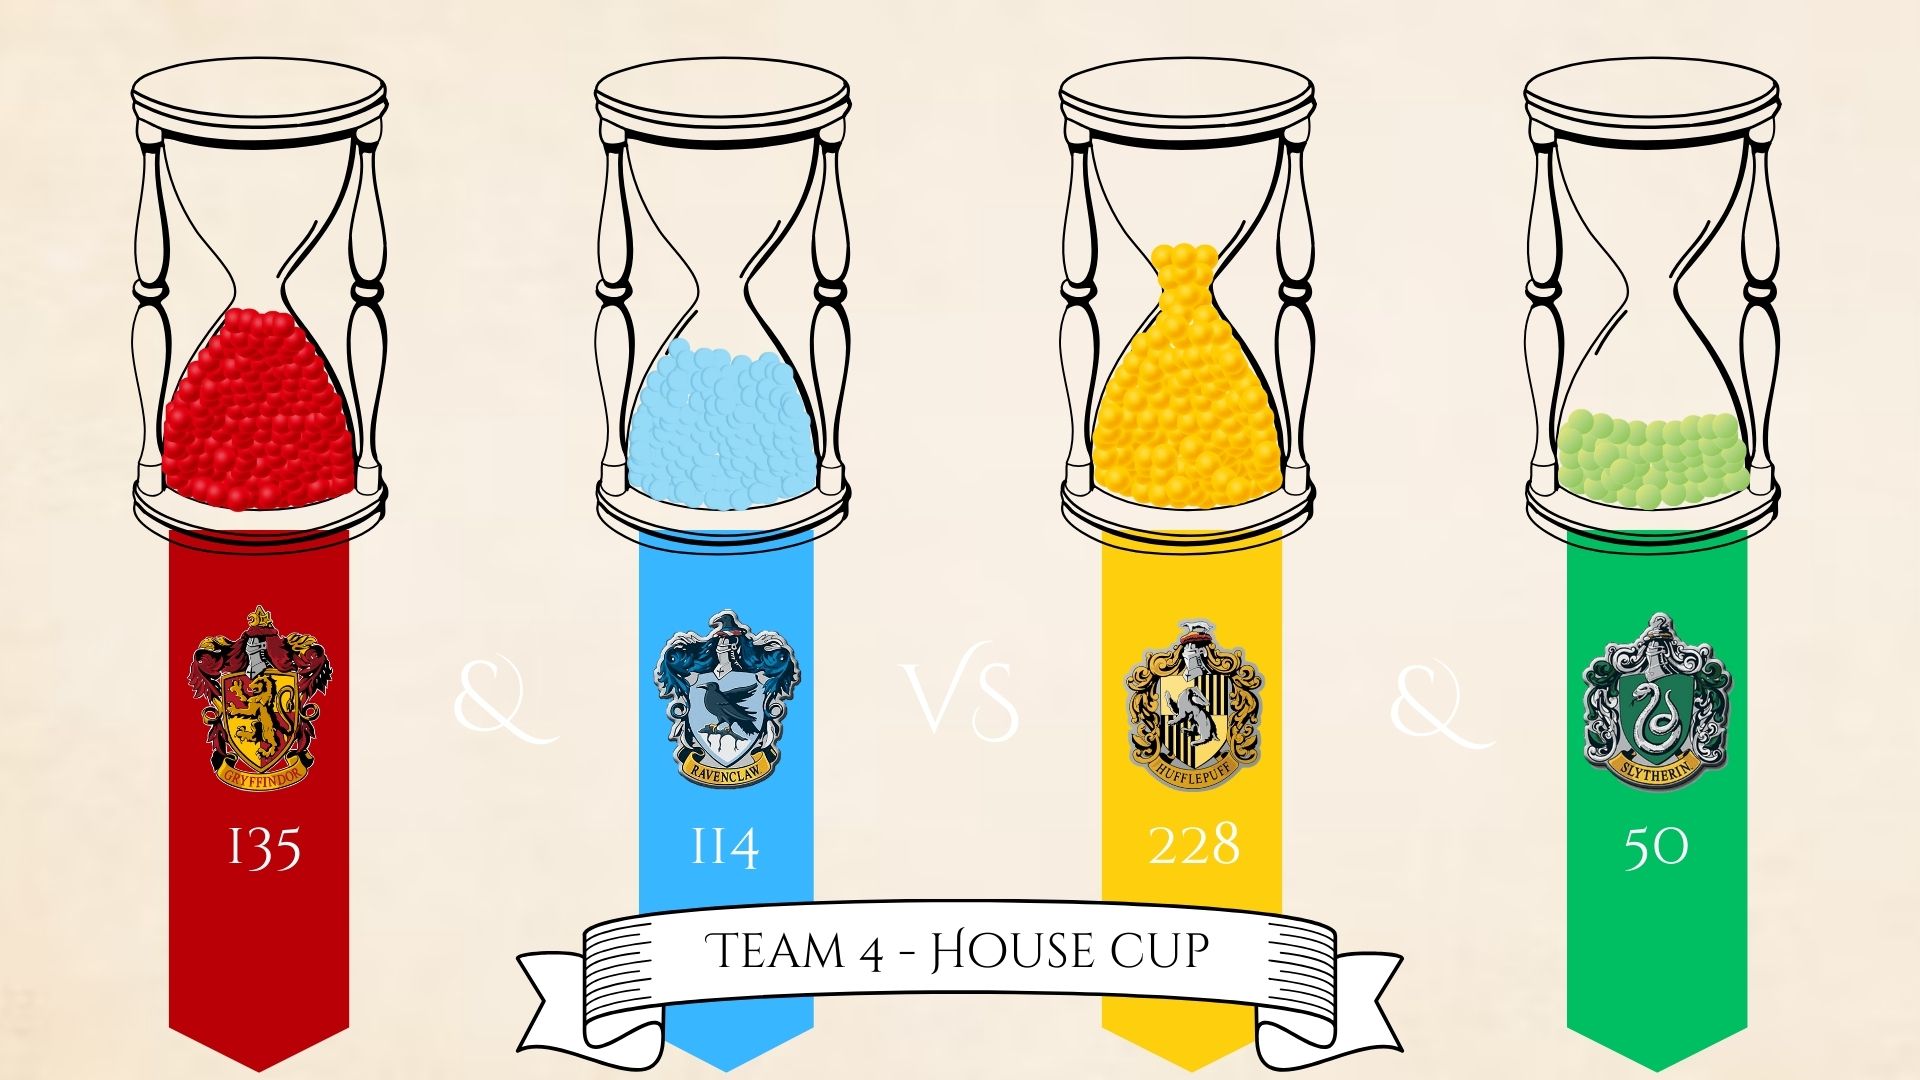 & VS &
GRYFFINDOR
RAVENCLAW
HUFFLEPUFF
SLYTHERIN
135
114
228
50
TEAM 4 - HOUSE CUP